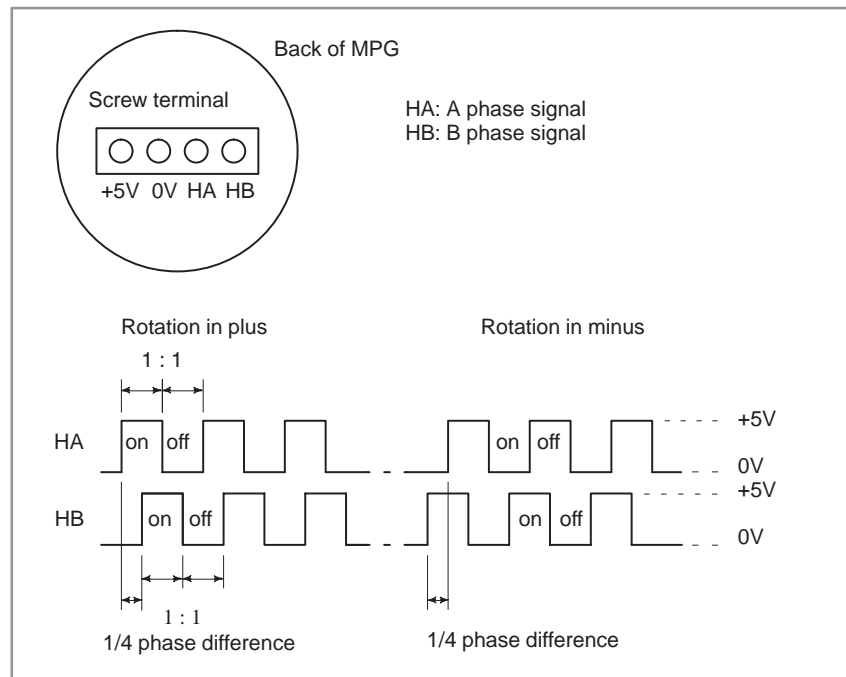 Back of MPG
Screw terminal
+5V 0V HA HB
HA: A phase signal
HB: B phase signal
Rotation in plus
Rotation in minus
1 : 1
HA
on off
on off
+5V
0V
HB
on off
on off
+5V
0V
1 : 1
1/4 phase difference
1/4 phase difference